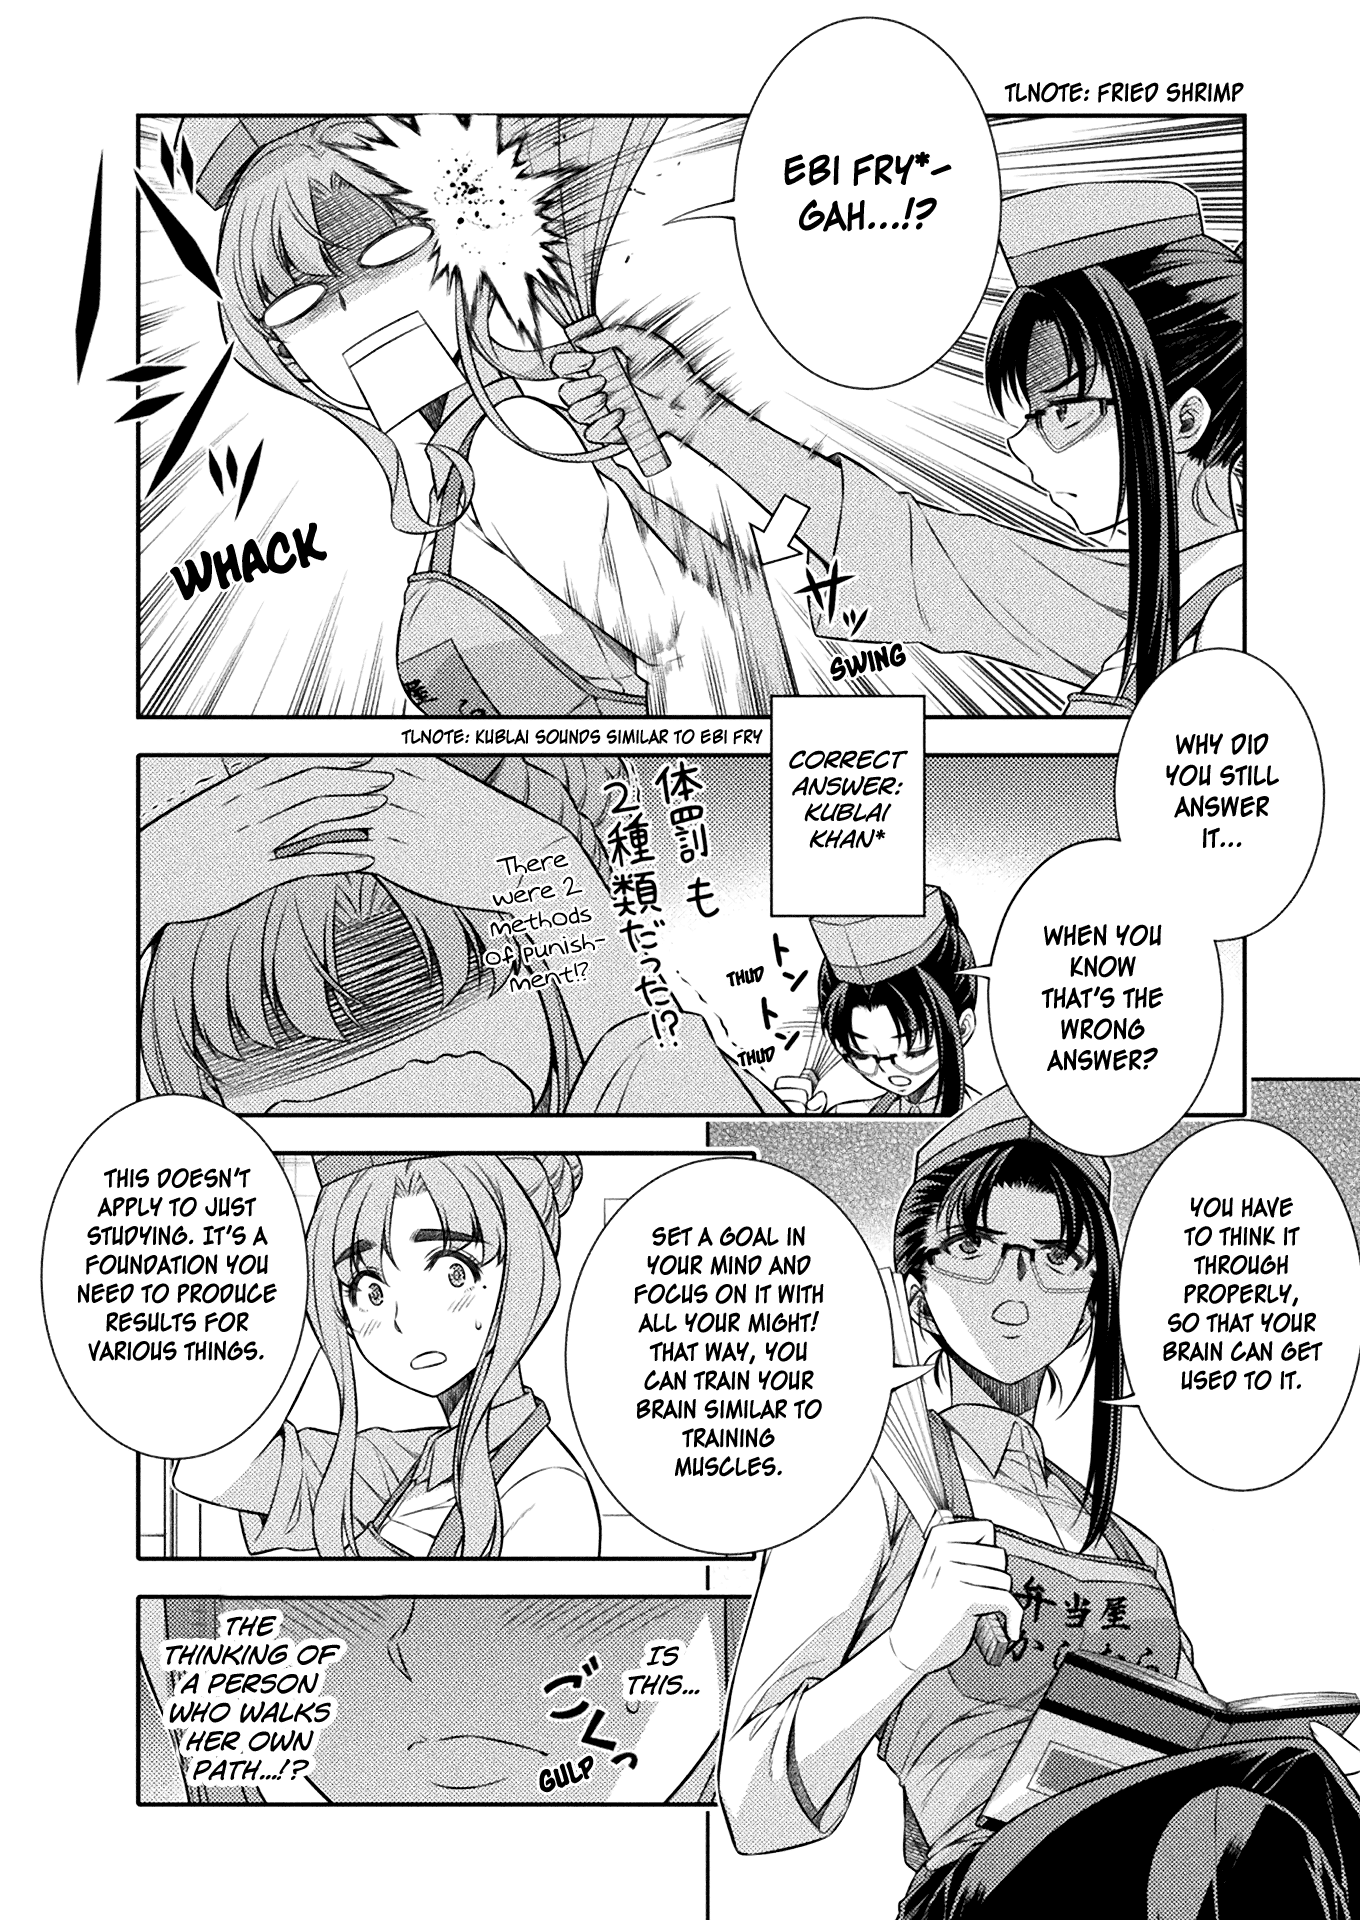 TLNOTE: FRIED SHRIMP
EBI FRY*-
GAH...!?
WHACK
サッ
SWING
TLNOTE: KUBLAI SOUNDS SIMILAR TO EBI FRY
CORRECT
ANSWER:
KUBLAI
KHAN*
WHY DID
YOU STILL
ANSWER
IT...
WHEN YOU
KNOW
THAT'S THE
WRONG
ANSWER?
トン
THUD
トン
THUD
体罰も
2種類だった!?
There
were 2
methods
of punish-
ment!?
YOU HAVE
TO THINK IT
THROUGH
PROPERLY,
SO THAT YOUR
BRAIN CAN GET
USED TO IT.
SET A GOAL IN
YOUR MIND AND
FOCUS ON IT WITH
ALL YOUR MIGHT!
THAT WAY, YOU
CAN TRAIN YOUR
BRAIN SIMILAR TO
TRAINING
MUSCLES.
THIS DOESN'T
APPLY TO JUST
STUDYING. IT'S A
FOUNDATION YOU
NEED TO PRODUCE
RESULTS FOR
VARIOUS THINGS.
弁当屋
IS
THIS...
ごくっ
GULP
THE
THINKING OF
A PERSON
WHO WALKS
HER OWN
PATH...!?